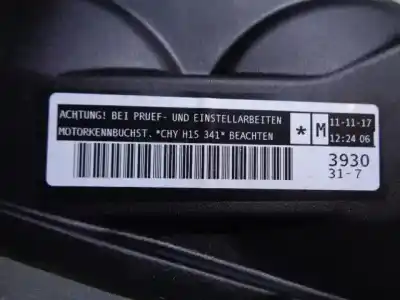 ACHTUNG! BEI PRUEF- UND EINSTELLARBEITEN
MOTORKENNBUCHST. *CHY H15 341* BEACHTEN
* M
11-11-17
12:24 06
3930
31-7